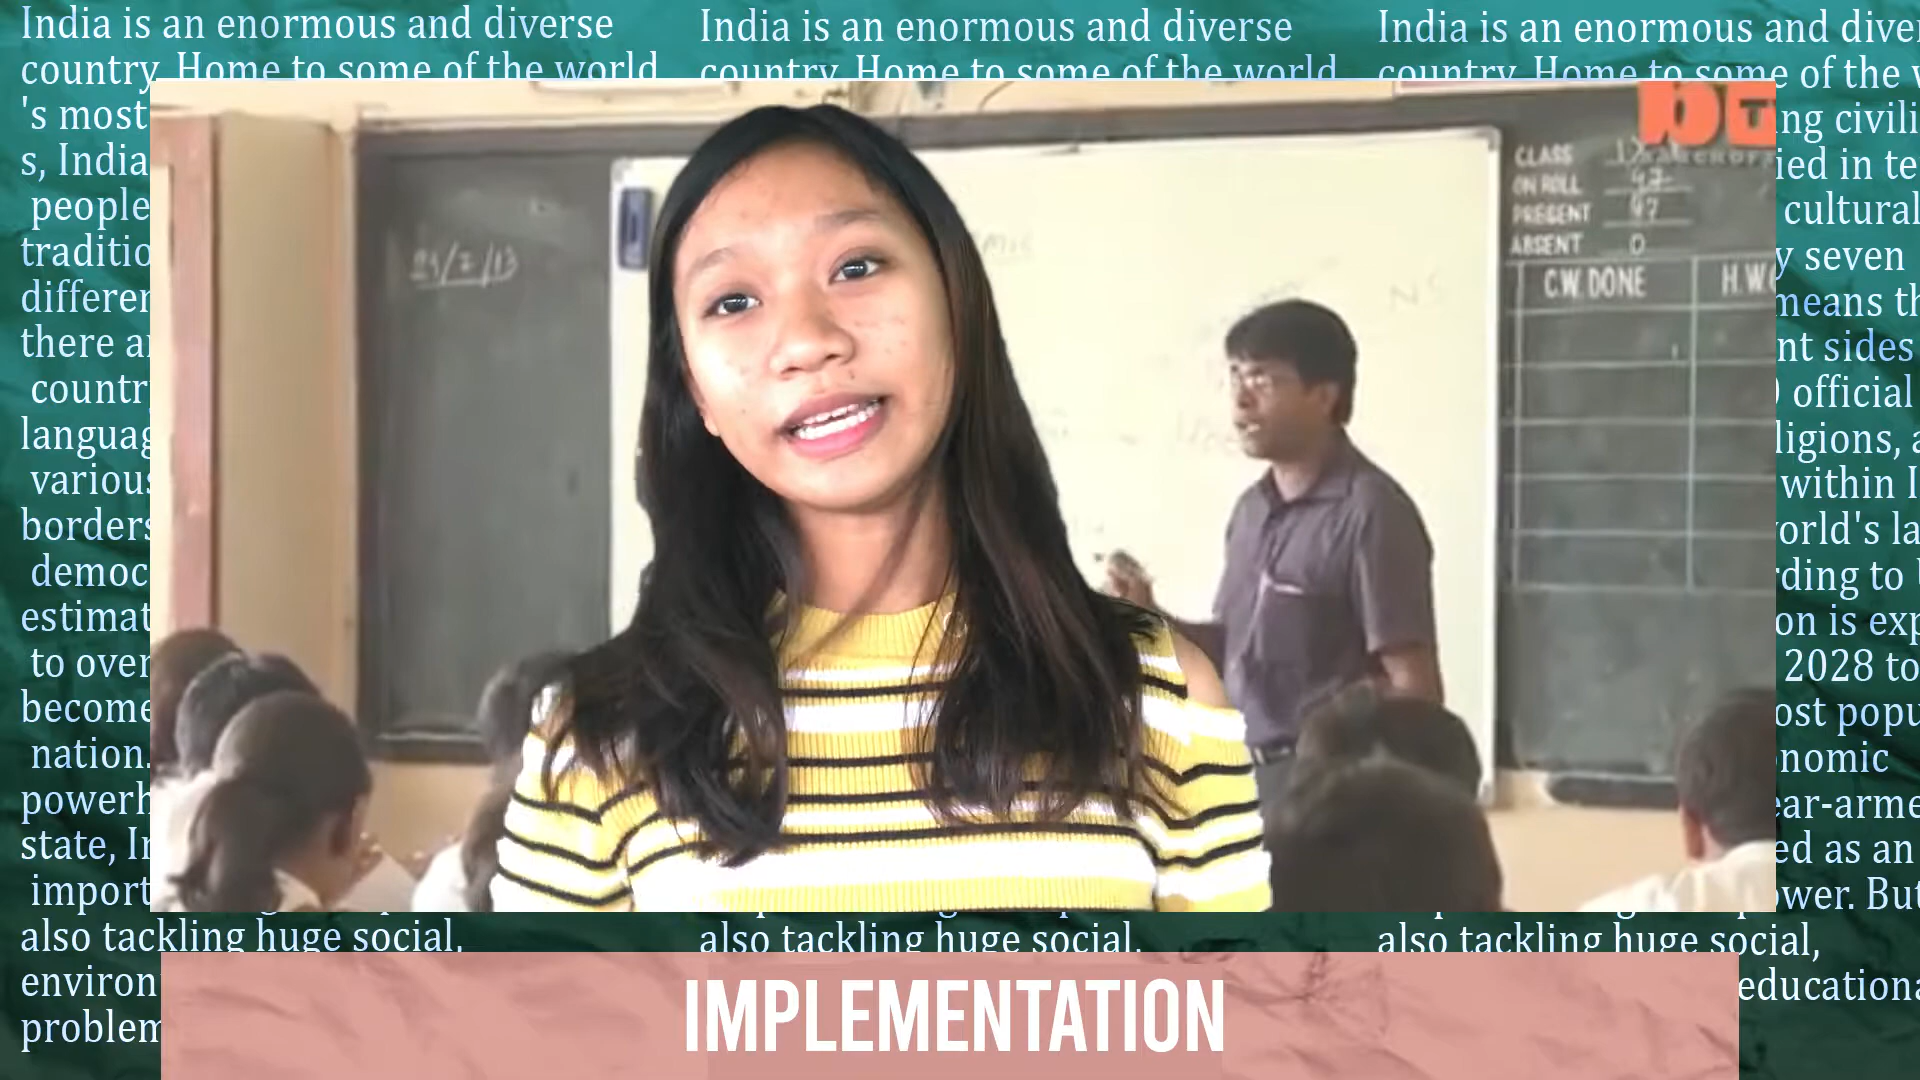 India is an enormous and diverse
country. Home to some of the world
's most
s, India
people
traditio
differen
there ar
countr
languag
various
borders
democ
estimat
to over
become
nation.
powerh
state, In
import
also tackling huge social,
environ
problem
India is an enormous and diverse
country. Home to some of the world
also tackling huge social,
India is an enormous and diver
country. Home to some of the w
ng civili
ied in te
cultural
y seven
means th
nt sides
official
ligions, a
within I
orld's la
ding to
on is exp
2028 to
ost popu
nomic
ear-arme
ed as an
ower. But
also tackling huge social,
educationa
CLASS
ON ROLL 47
PRESENT 47
ABSENT 0
C.W. DONE H.W.
IMPLEMENTATION